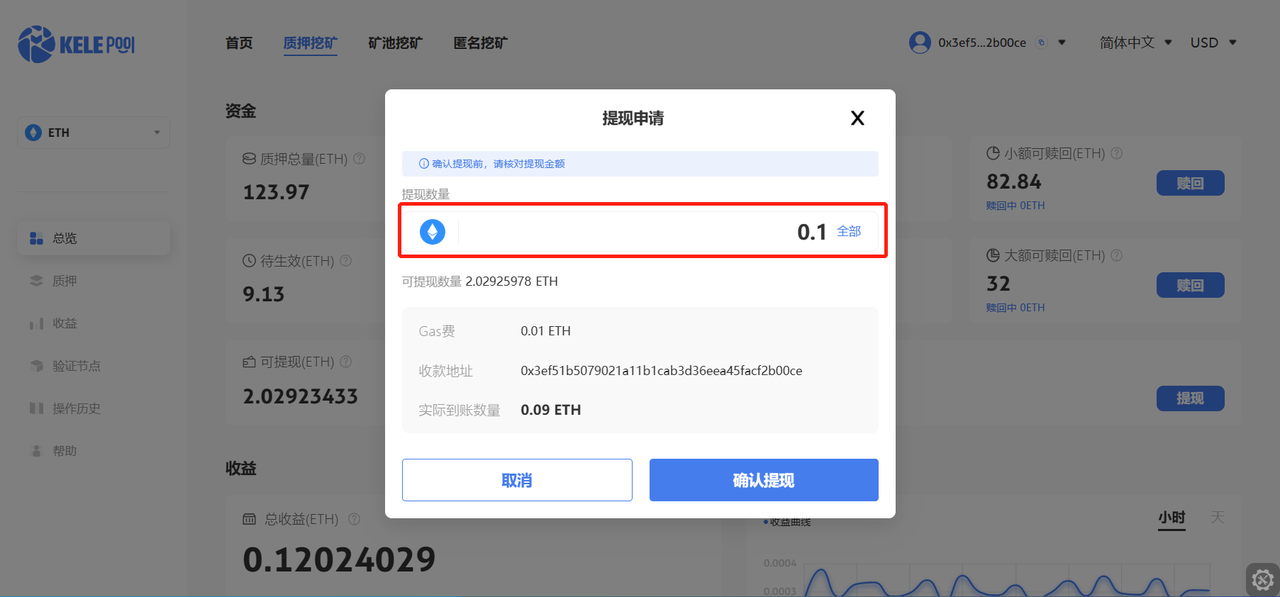 KELE POOL
首页 质押挖矿 矿池挖矿 匿名挖矿
0x3ef5...2b00ce 简体中文 USD
ETH
总览
质押
收益
验证节点
操作历史
帮助
资金
质押总量(ETH)
123.97
小额可赎回(ETH)
82.84
赎回中 0ETH
赎回
待生效(ETH)
9.13
大额可赎回(ETH)
32
赎回中 0ETH
赎回
可提现(ETH)
2.02923433
提现
收益
总收益(ETH)
0.12024029
收益曲线
小时 天
0.0004
0.0003
提现申请 X
确认提现前，请核对提现金额
提现数量
0.1 全部
可提现数量 2.02925978 ETH
Gas费 0.01 ETH
收款地址 0x3ef51b5079021a11b1cab3d36eea45facf2b00ce
实际到账数量 0.09 ETH
取消 确认提现